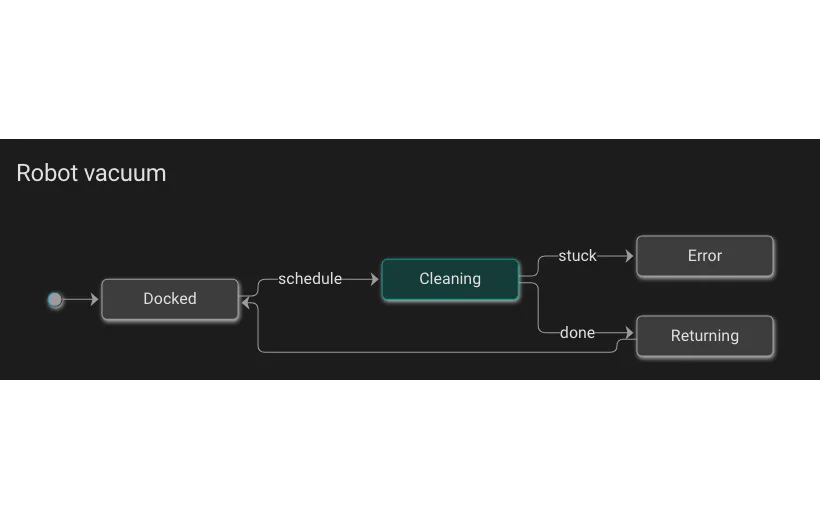 Robot vacuum
stuck
Error
schedule
Cleaning
Docked
done
Returning